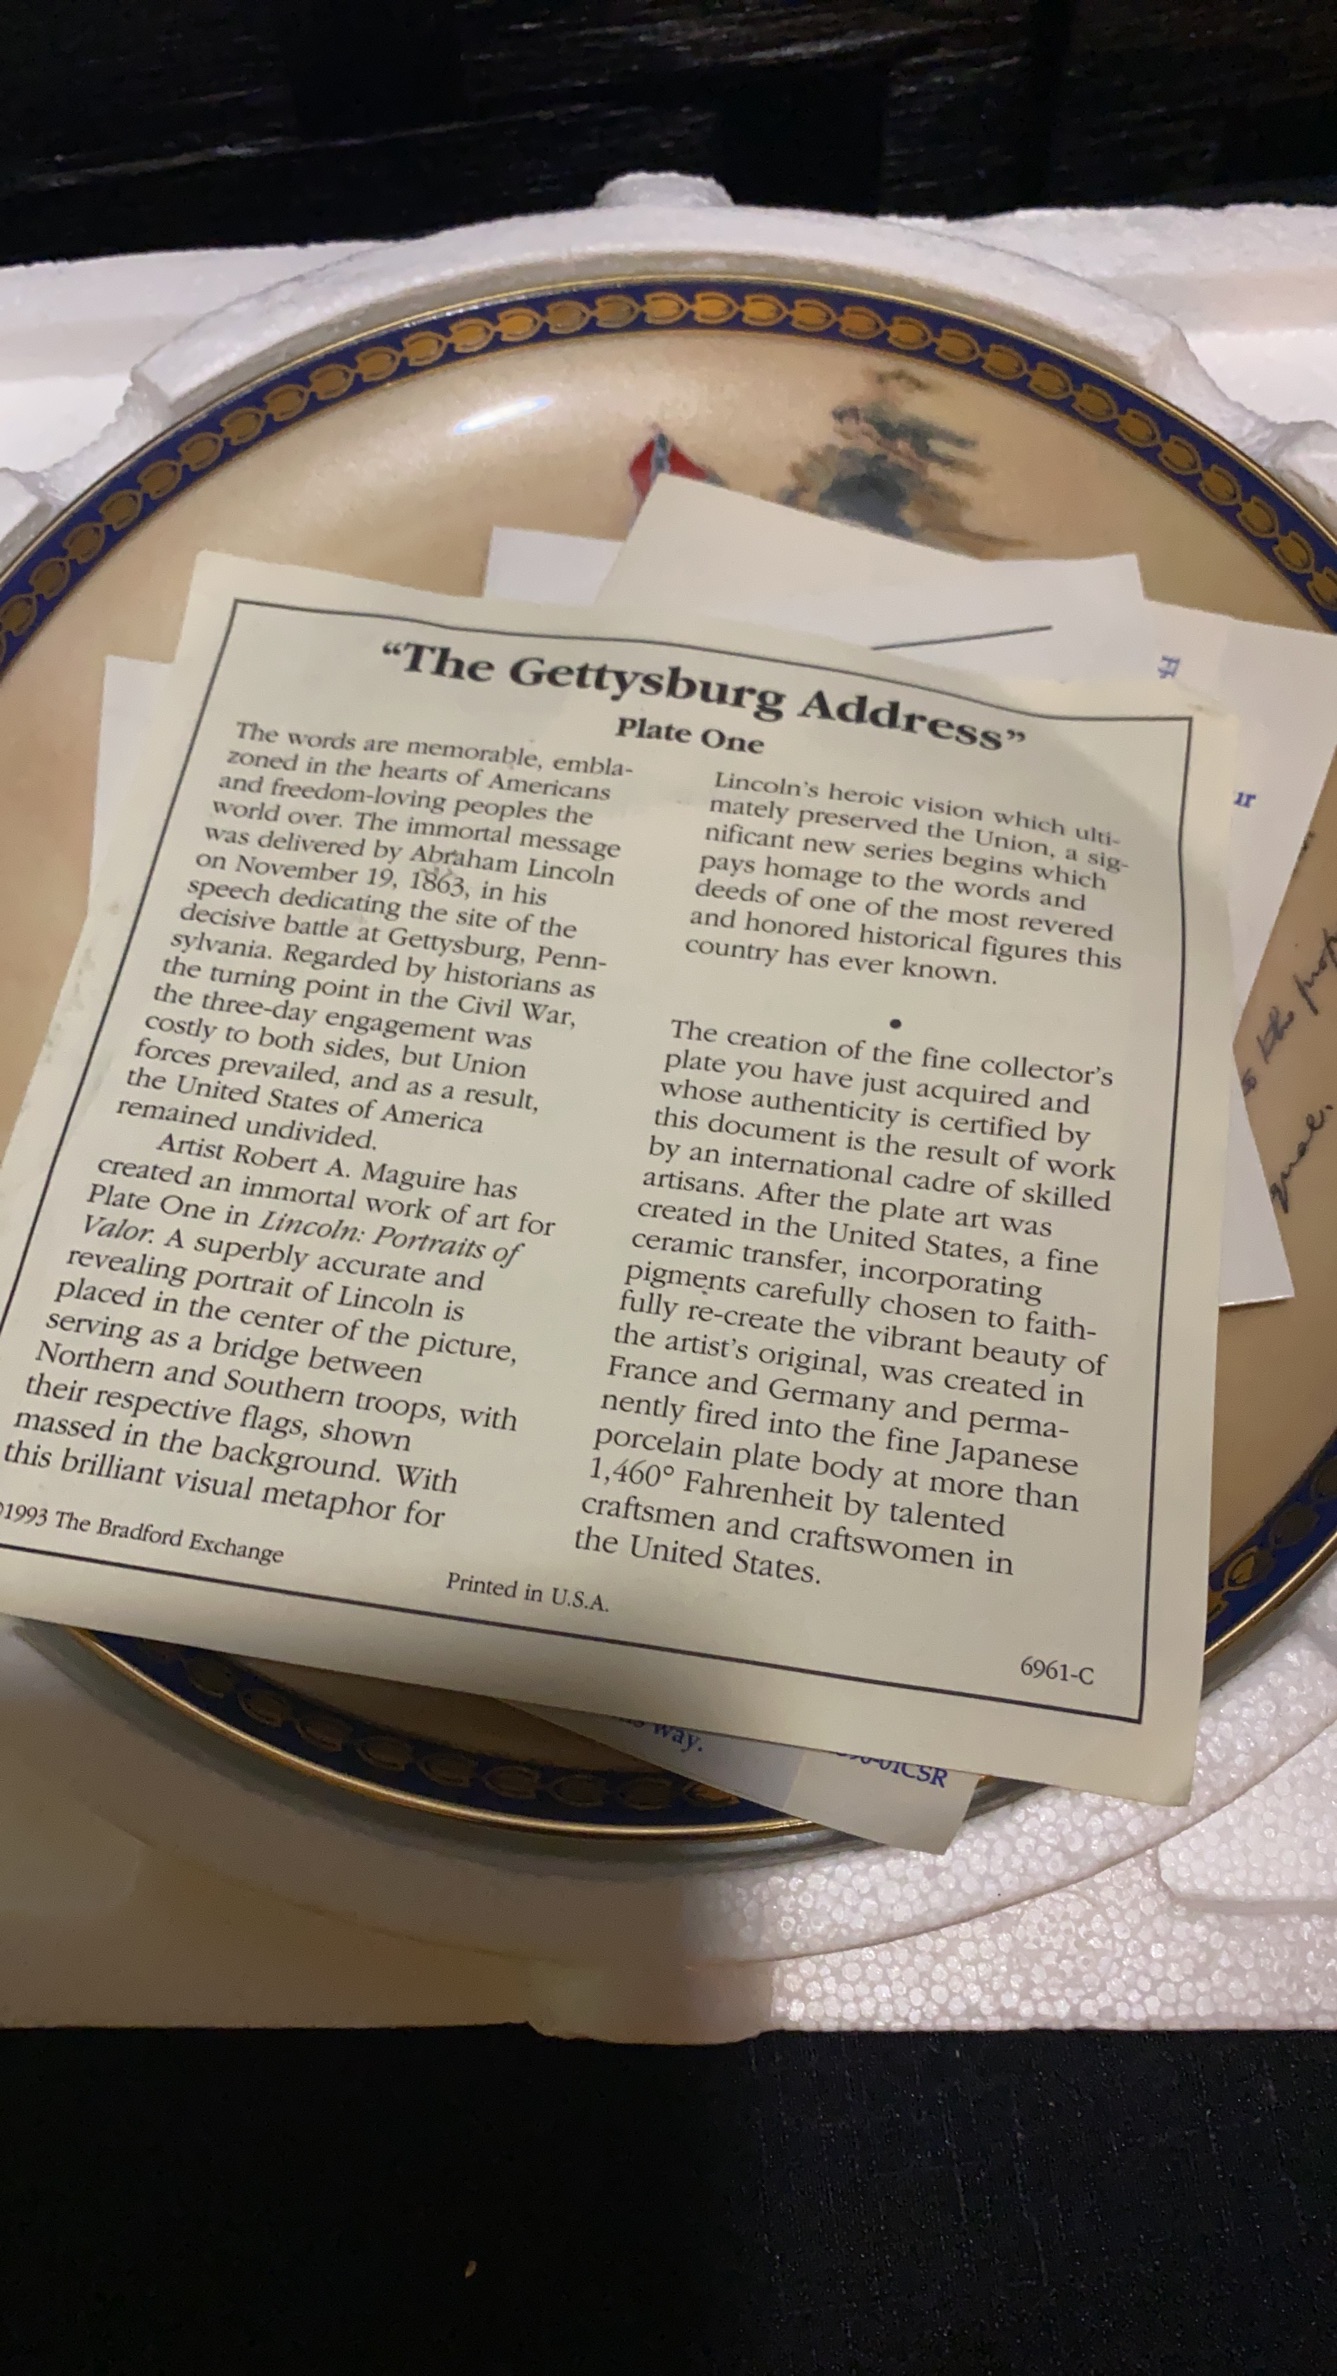 "The Gettysburg Address"
Plate One
The words are memorable, embla-
zoned in the hearts of Americans
and freedom-loving peoples the
world over. The immortal message
was delivered by Abraham Lincoln
on November 19, 1863, in his
speech dedicating the site of the
decisive battle at Gettysburg, Penn-
sylvania. Regarded by historians as
the turning point in the Civil War,
the three-day engagement was
costly to both sides, but Union
forces prevailed, and as a result,
the United States of America
remained undivided.
Artist Robert A. Maguire has
created an immortal work of art for
Plate One in Lincoln: Portraits of
Valor. A superbly accurate and
revealing portrait of Lincoln is
placed in the center of the picture,
serving as a bridge between
Northern and Southern troops, with
their respective flags, shown
massed in the background. With
this brilliant visual metaphor for
Lincoln's heroic vision which ulti-
mately preserved the Union, a sig-
nificant new series begins which
pays homage to the words and
deeds of one of the most revered
and honored historical figures this
country has ever known.
•
The creation of the fine collector's
plate you have just acquired and
whose authenticity is certified by
this document is the result of work
by an international cadre of skilled
artisans. After the plate art was
created in the United States, a fine
ceramic transfer, incorporating
pigments carefully chosen to faith-
fully re-create the vibrant beauty of
the artist's original, was created in
France and Germany and perma-
nently fired into the fine Japanese
porcelain plate body at more than
1,460° Fahrenheit by talented
craftsmen and craftswomen in
the United States.
©1993 The Bradford Exchange
Printed in U.S.A.
6961-C
ur
the
way.
01CSR